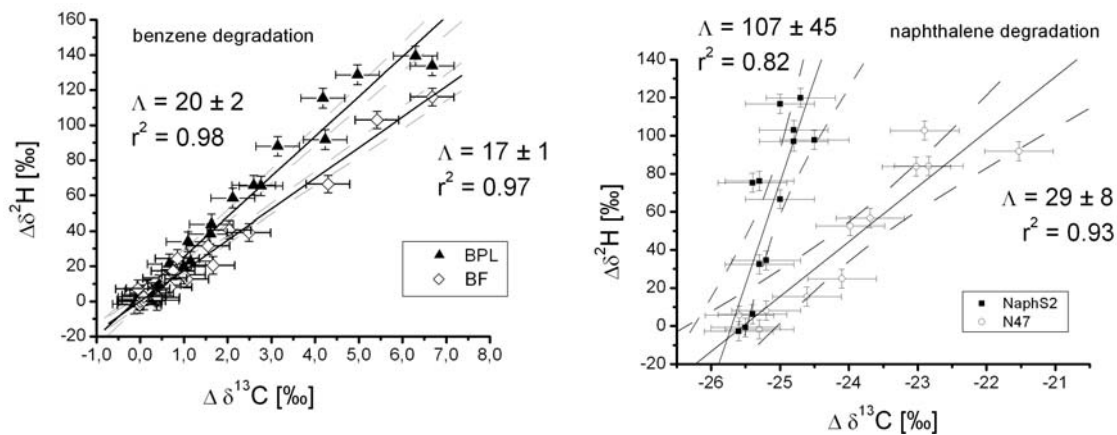 benzene degradation
Λ = 20 ± 2
r² = 0.98
Λ = 17 ± 1
r² = 0.97
BPL
BF
Δδ²H [‰]
160
140
120
100
80
60
40
20
0
-20
-1,0 0,0 1,0 2,0 3,0 4,0 5,0 6,0 7,0 8,0
Δ δ¹³C [‰]
Λ = 107 ± 45
r² = 0.82
naphthalene degradation
Λ = 29 ± 8
r² = 0.93
NaphS2
N47
Δδ²H [‰]
140
120
100
80
60
40
20
0
-20
-26 -25 -24 -23 -22 -21
Δ δ¹³C [‰]